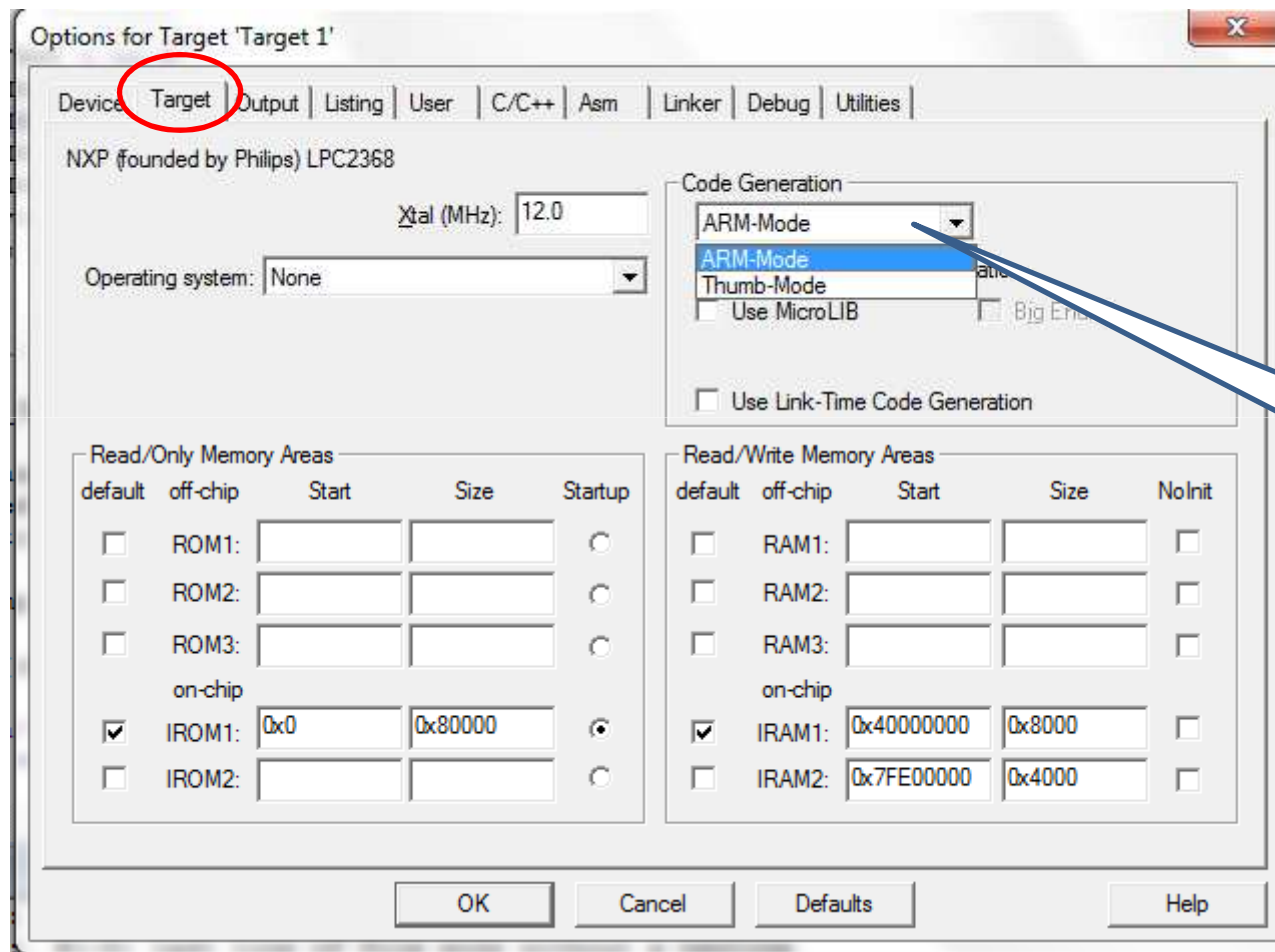 Options for Target 'Target 1'
Device Target Output Listing User C/C++ Asm Linker Debug Utilities
NXP (founded by Philips) LPC2368
Xtal (MHz): 12.0
Operating system: None
Code Generation
ARM-Mode
ARM-Mode
Thumb-Mode
Use MicroLIB Big
Use Link-Time Code Generation
Read/Only Memory Areas
default off-chip Start Size Startup
ROM1:
ROM2:
ROM3:
on-chip
IROM1: 0x0 0x80000
IROM2:
Read/Write Memory Areas
default off-chip Start Size NoInit
RAM1:
RAM2:
RAM3:
on-chip
IRAM1: 0x40000000 0x8000
IRAM2: 0x7FE00000 0x4000
OK Cancel Defaults Help